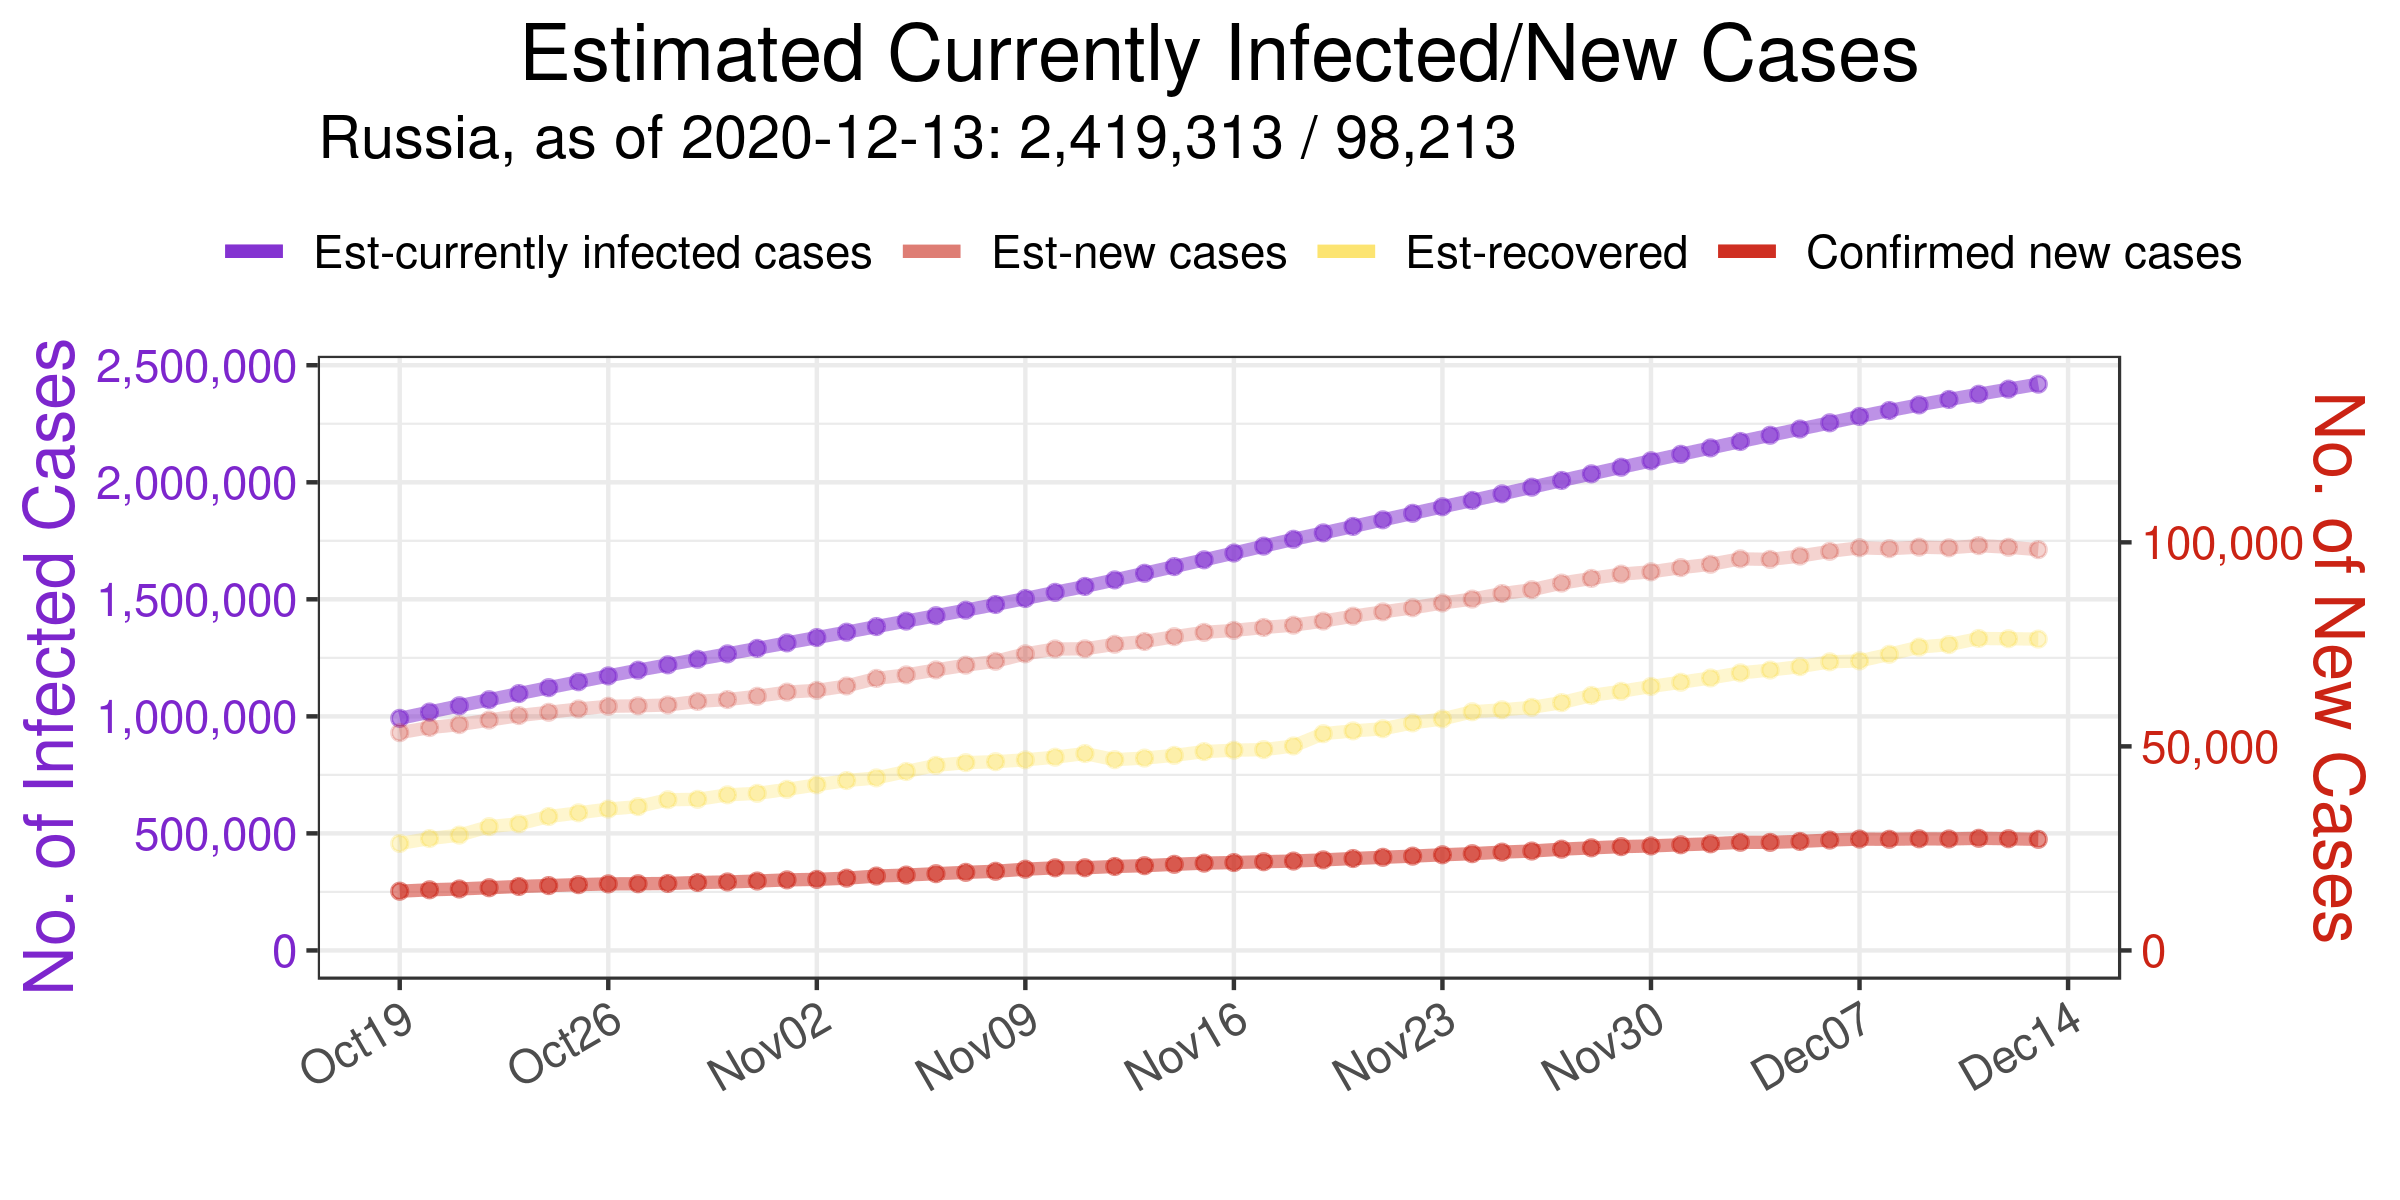 Estimated Currently Infected/New Cases
Russia, as of 2020-12-13: 2,419,313 / 98,213
Est-currently infected cases Est-new cases Est-recovered Confirmed new cases
No. of Infected Cases
2,500,000
2,000,000
1,500,000
1,000,000
500,000
0
100,000
50,000
0
No. of New Cases
Oct19 Oct26 Nov02 Nov09 Nov16 Nov23 Nov30 Dec07 Dec14